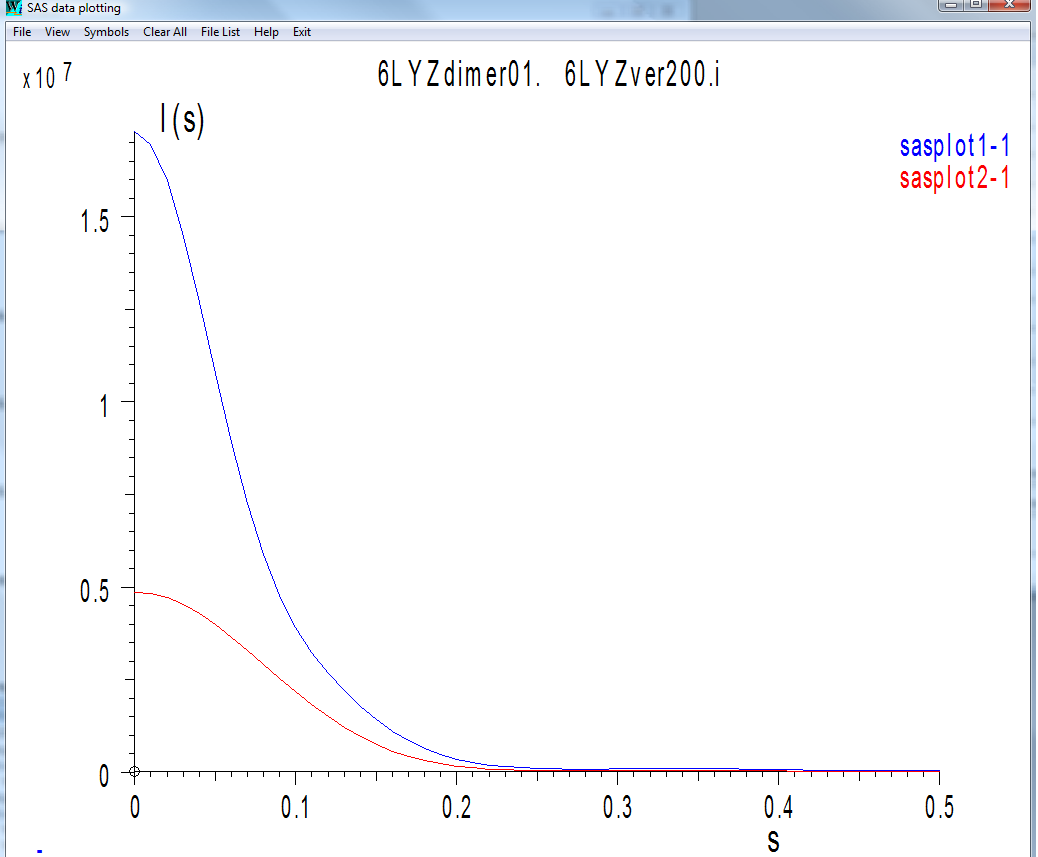 SAS data plotting
File View Symbols Clear All File List Help Exit
x 10 7
6LYZdimer01. 6LYZver200.i
I(s)
sasplot1-1
sasplot2-1
1.5
1
0.5
0
0 0.1 0.2 0.3 0.4 0.5
s